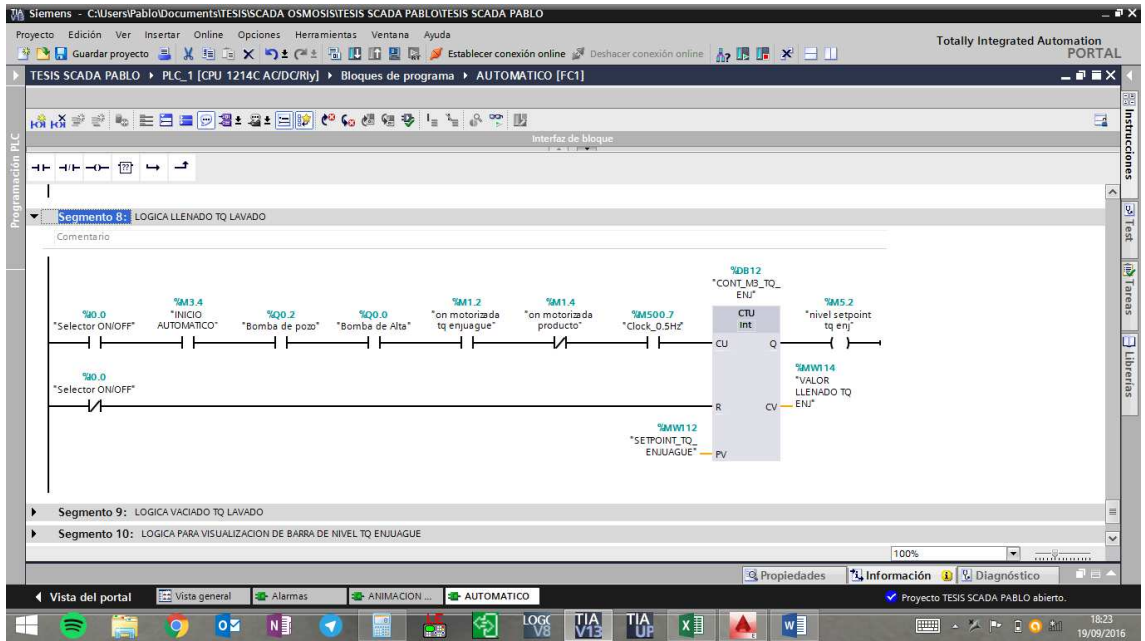 Siemens - C:\Users\Pablo\Documents\TESIS\SCADA OSMOSIS\TESIS SCADA PABLO\TESIS SCADA PABLO
Proyecto Edición Ver Insertar Online Opciones Herramientas Ventana Ayuda
Totally Integrated Automation
PORTAL
Guardar proyecto
Establecer conexión online
Deshacer conexión online
TESIS SCADA PABLO ▸ PLC_1 [CPU 1214C AC/DC/Rly] ▸ Bloques de programa ▸ AUTOMATICO [FC1]
Interfaz de bloque
Programación PLC
Instrucciones
Test
Tareas
Librerías
Segmento 8: LOGICA LLENADO TQ LAVADO
Comentario
%DB12
"CONT_M3_TQ_
ENJ"
%I0.0
"Selector ON/OFF"
%M3.4
"INICIO
AUTOMATICO"
%Q0.2
"Bomba de pozo"
%Q0.0
"Bomba de Alta"
%M1.2
"on motorizada
tq enjuague"
%M1.4
"on motorizada
producto"
%M500.7
"Clock_0.5Hz"
CTU
Int
%M5.2
"nivel setpoint
tq enj"
CU Q
%I0.0
"Selector ON/OFF"
%MW114
"VALOR
LLENADO TQ
ENJ"
R CV
%MW112
"SETPOINT_TQ_
ENJUAGUE"
PV
Segmento 9: LOGICA VACIADO TQ LAVADO
Segmento 10: LOGICA PARA VISUALIZACION DE BARRA DE NIVEL TQ ENJUAGUE
100%
Propiedades Información Diagnóstico
Vista del portal Vista general Alarmas ANIMACION ... AUTOMATICO
Proyecto TESIS SCADA PABLO abierto.
LOGO
V8
TIA
V13
TIA
UP
18:23
19/09/2016